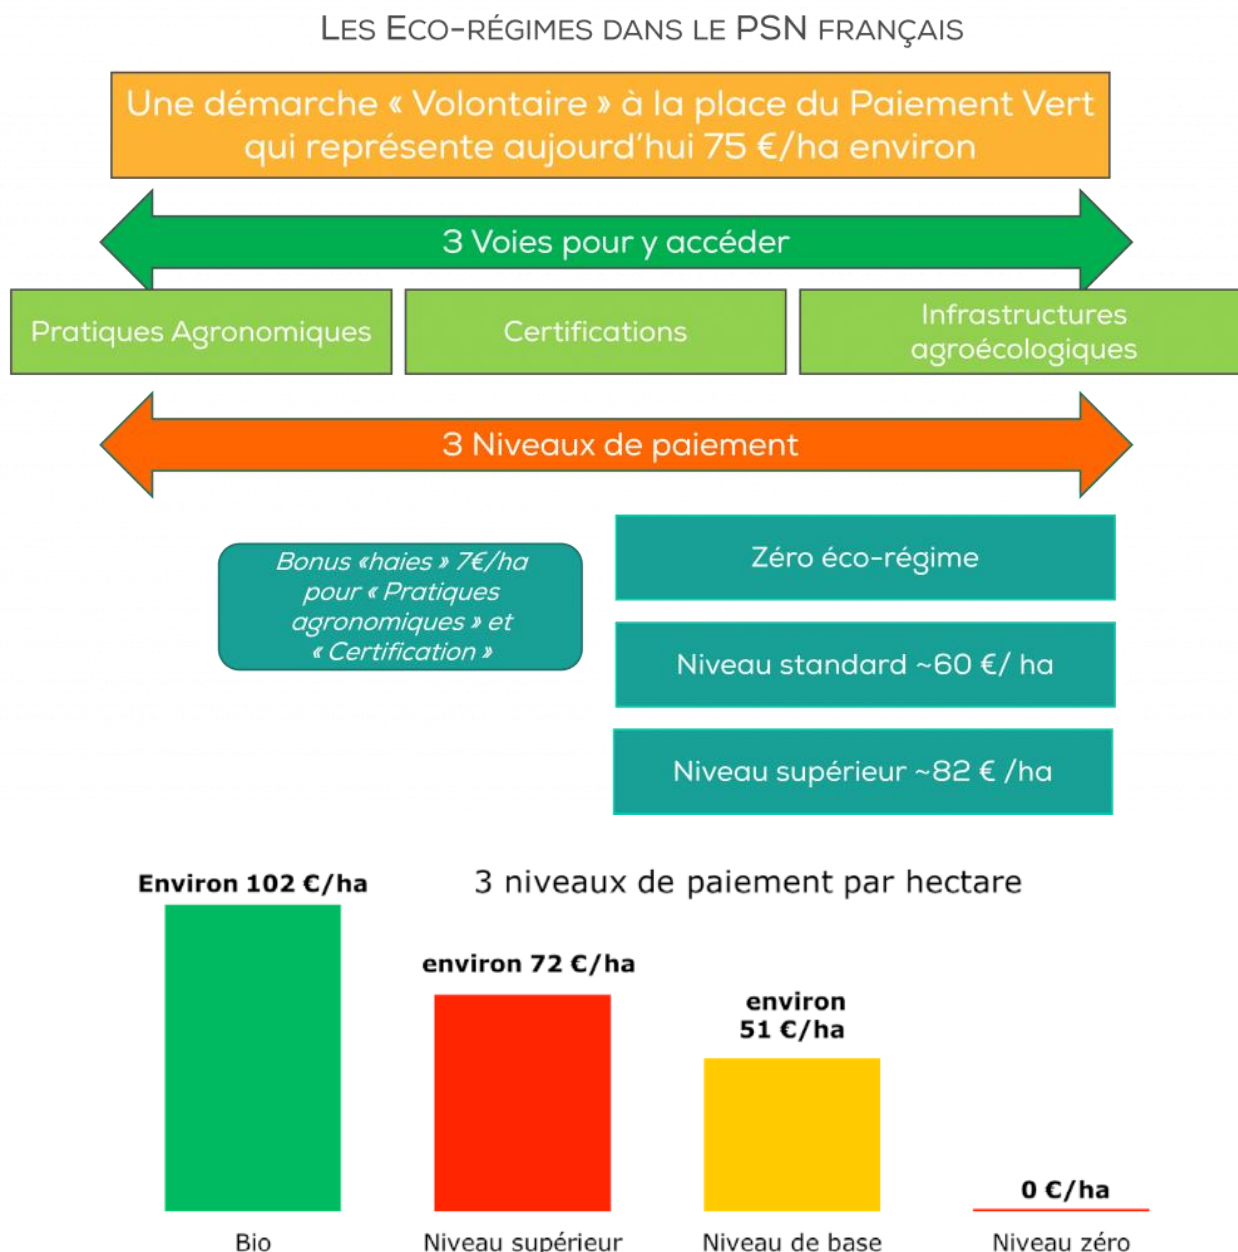 LES ECO-RÉGIMES DANS LE PSN FRANÇAIS
Une démarche « Volontaire » à la place du Paiement Vert
qui représente aujourd'hui 75 €/ha environ
3 Voies pour y accéder
Pratiques Agronomiques
Certifications
Infrastructures
agroécologiques
3 Niveaux de paiement
Bonus «haies » 7€/ha
pour « Pratiques
agronomiques » et
« Certification »
Zéro éco-régime
Niveau standard ~60 €/ ha
Niveau supérieur ~82 € /ha
3 niveaux de paiement par hectare
Environ 102 €/ha
environ 72 €/ha
environ
51 €/ha
0 €/ha
Bio
Niveau supérieur
Niveau de base
Niveau zéro